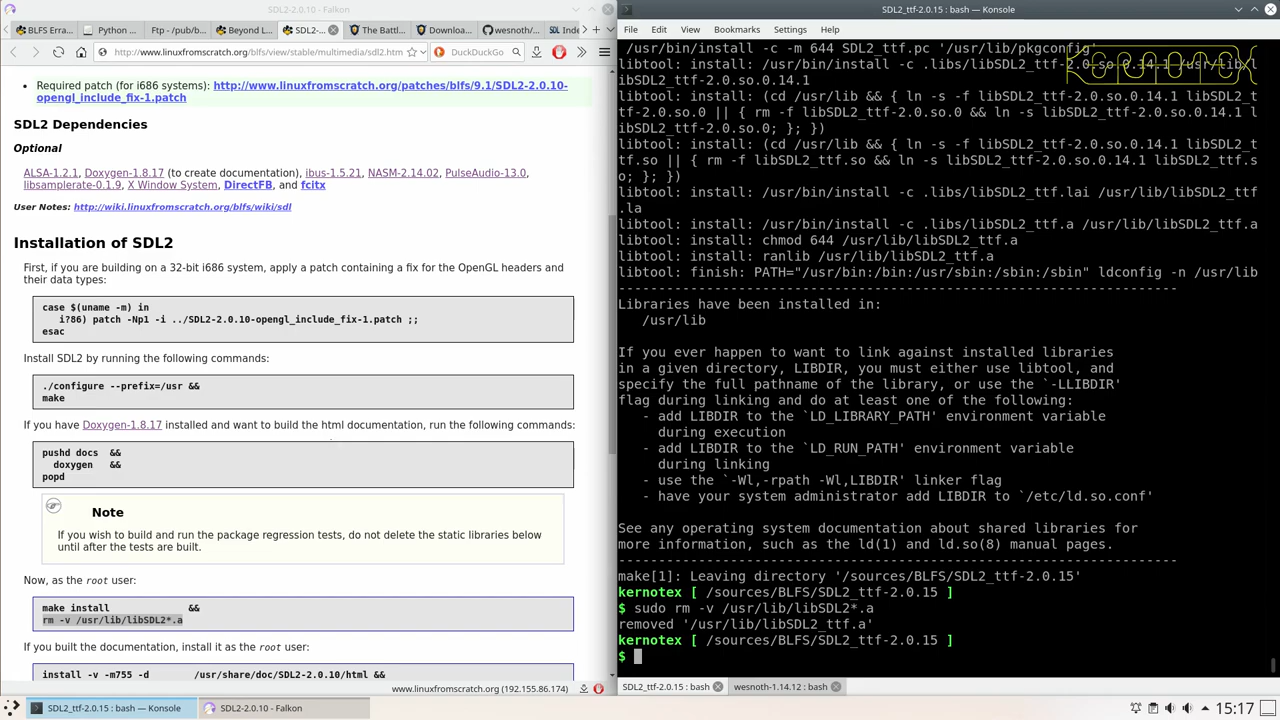 SDL2-2.0.10 - Falkon
BLFS Erra...
Python
Ftp - /pub/b...
Beyond L...
SDL2-...
The Battl...
Downloa...
wesnoth/...
Index
http://www.linuxfromscratch.org/blfs/view/stable/multimedia/sdl2.htm
DuckDuckGo
Required patch (for i686 systems): http://www.linuxfromscratch.org/patches/blfs/9.1/SDL2-2.0.10-
opengl_include_fix-1.patch
SDL2 Dependencies
Optional
ALSA-1.2.1, Doxygen-1.8.17 (to create documentation), ibus-1.5.21, NASM-2.14.02, PulseAudio-13.0,
libsamplerate-0.1.9, X Window System, DirectFB, and fcitx
User Notes: http://wiki.linuxfromscratch.org/blfs/wiki/sdl
Installation of SDL2
First, if you are building on a 32-bit i686 system, apply a patch containing a fix for the OpenGL headers and
their data types:
case $(uname -m) in
i?86) patch -Np1 -i ../SDL2-2.0.10-opengl_include_fix-1.patch ;;
esac
Install SDL2 by running the following commands:
./configure --prefix=/usr &&
make
If you have Doxygen-1.8.17 installed and want to build the html documentation, run the following commands:
pushd docs &&
doxygen &&
popd
Note
If you wish to build and run the package regression tests, do not delete the static libraries below
until after the tests are built.
Now, as the root user:
make install &&
rm -v /usr/lib/libSDL2*.a
If you built the documentation, install it as the root user:
install -v -m755 -d /usr/share/doc/SDL2-2.0.10/html &&
www.linuxfromscratch.org (192.155.86.174)
SDL2_ttf-2.0.15 : bash — Konsole
File Edit View Bookmarks Settings Help
/usr/bin/install -c -m 644 SDL2_ttf.pc '/usr/lib/pkgconfig'
libtool: install: /usr/bin/install -c .libs/libSDL2_ttf-2.0.so.0.14.1 /usr/l
ibSDL2_ttf-2.0.so.0.14.1
libtool: install: (cd /usr/lib && { ln -s -f libSDL2_ttf-2.0.so.0.14.1 libSDL2_t
tf-2.0.so.0 || { rm -f libSDL2_ttf-2.0.so.0 && ln -s libSDL2_ttf-2.0.so.0.14.1 l
ibSDL2_ttf-2.0.so.0; }; })
libtool: install: (cd /usr/lib && { ln -s -f libSDL2_ttf-2.0.so.0.14.1 libSDL2_t
tf.so || { rm -f libSDL2_ttf.so && ln -s libSDL2_ttf-2.0.so.0.14.1 libSDL2_ttf.s
o; }; })
libtool: install: /usr/bin/install -c .libs/libSDL2_ttf.lai /usr/lib/libSDL2_ttf
.la
libtool: install: /usr/bin/install -c .libs/libSDL2_ttf.a /usr/lib/libSDL2_ttf.a
libtool: install: chmod 644 /usr/lib/libSDL2_ttf.a
libtool: install: ranlib /usr/lib/libSDL2_ttf.a
libtool: finish: PATH="/usr/bin:/bin:/usr/sbin:/sbin:/sbin" ldconfig -n /usr/lib
----------------------------------------------------------------------
Libraries have been installed in:
/usr/lib
If you ever happen to want to link against installed libraries
in a given directory, LIBDIR, you must either use libtool, and
specify the full pathname of the library, or use the `-LLIBDIR'
flag during linking and do at least one of the following:
- add LIBDIR to the `LD_LIBRARY_PATH' environment variable
during execution
- add LIBDIR to the `LD_RUN_PATH' environment variable
during linking
- use the `-Wl,-rpath -Wl,LIBDIR' linker flag
- have your system administrator add LIBDIR to `/etc/ld.so.conf'
See any operating system documentation about shared libraries for
more information, such as the ld(1) and ld.so(8) manual pages.
----------------------------------------------------------------------
make[1]: Leaving directory '/sources/BLFS/SDL2_ttf-2.0.15'
kernotex [ /sources/BLFS/SDL2_ttf-2.0.15 ]
$ sudo rm -v /usr/lib/libSDL2*.a
removed '/usr/lib/libSDL2_ttf.a'
kernotex [ /sources/BLFS/SDL2_ttf-2.0.15 ]
$
SDL2_ttf-2.0.15 : bash
wesnoth-1.14.12 : bash
SDL2_ttf-2.0.15 : bash — Konsole
SDL2-2.0.10 - Falkon
15:17